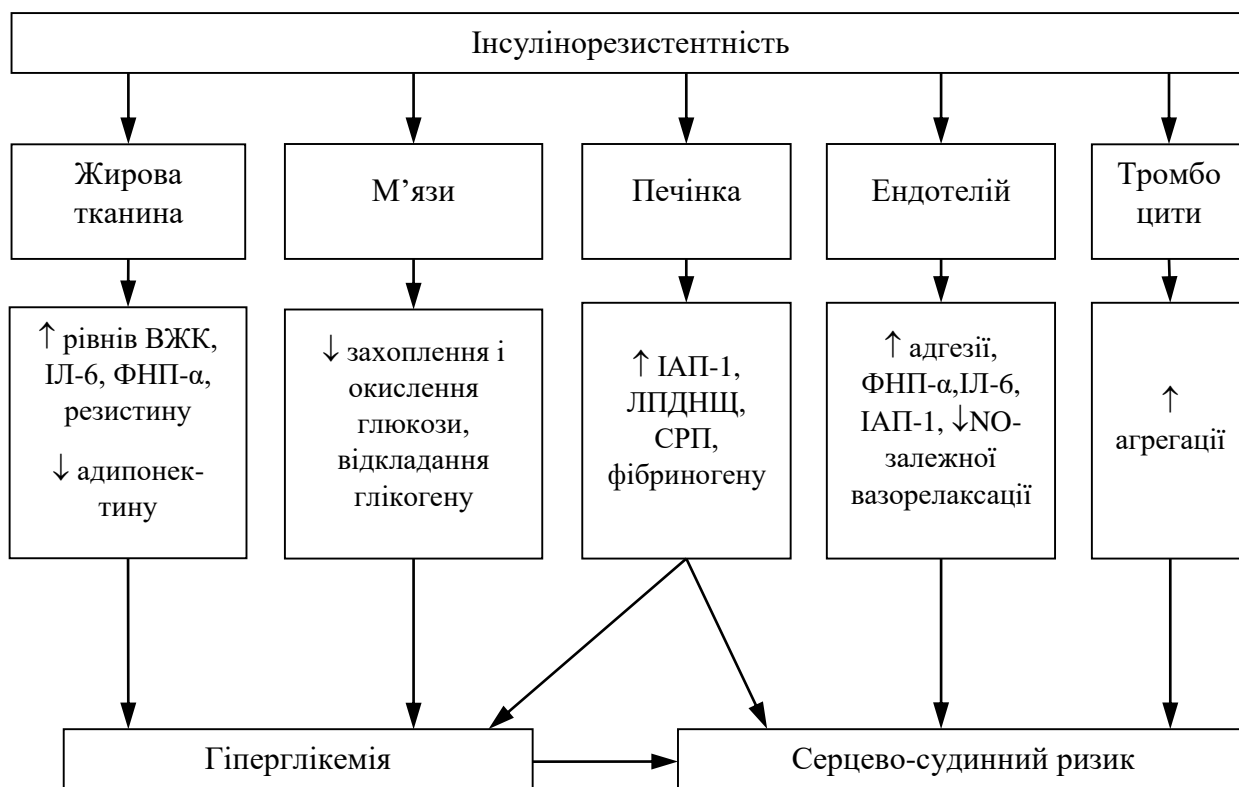 Інсулінорезистентність
Жирова
тканина
М’язи
Печінка
Ендотелій
Тромбо
цити
↑ рівнів ВЖК,
ІЛ-6, ФНП-α,
резистину
↓ адипонек-
тину
↓ захоплення і
окислення
глюкози,
відкладання
глікогену
↑ ІАП-1,
ЛПДНЩ,
СРП,
фібриногену
↑ адгезії,
ФНП-α,ІЛ-6,
ІАП-1, ↓NO-
залежної
вазорелаксації
↑
агрегації
Гіперглікемія
Серцево-судинний ризик